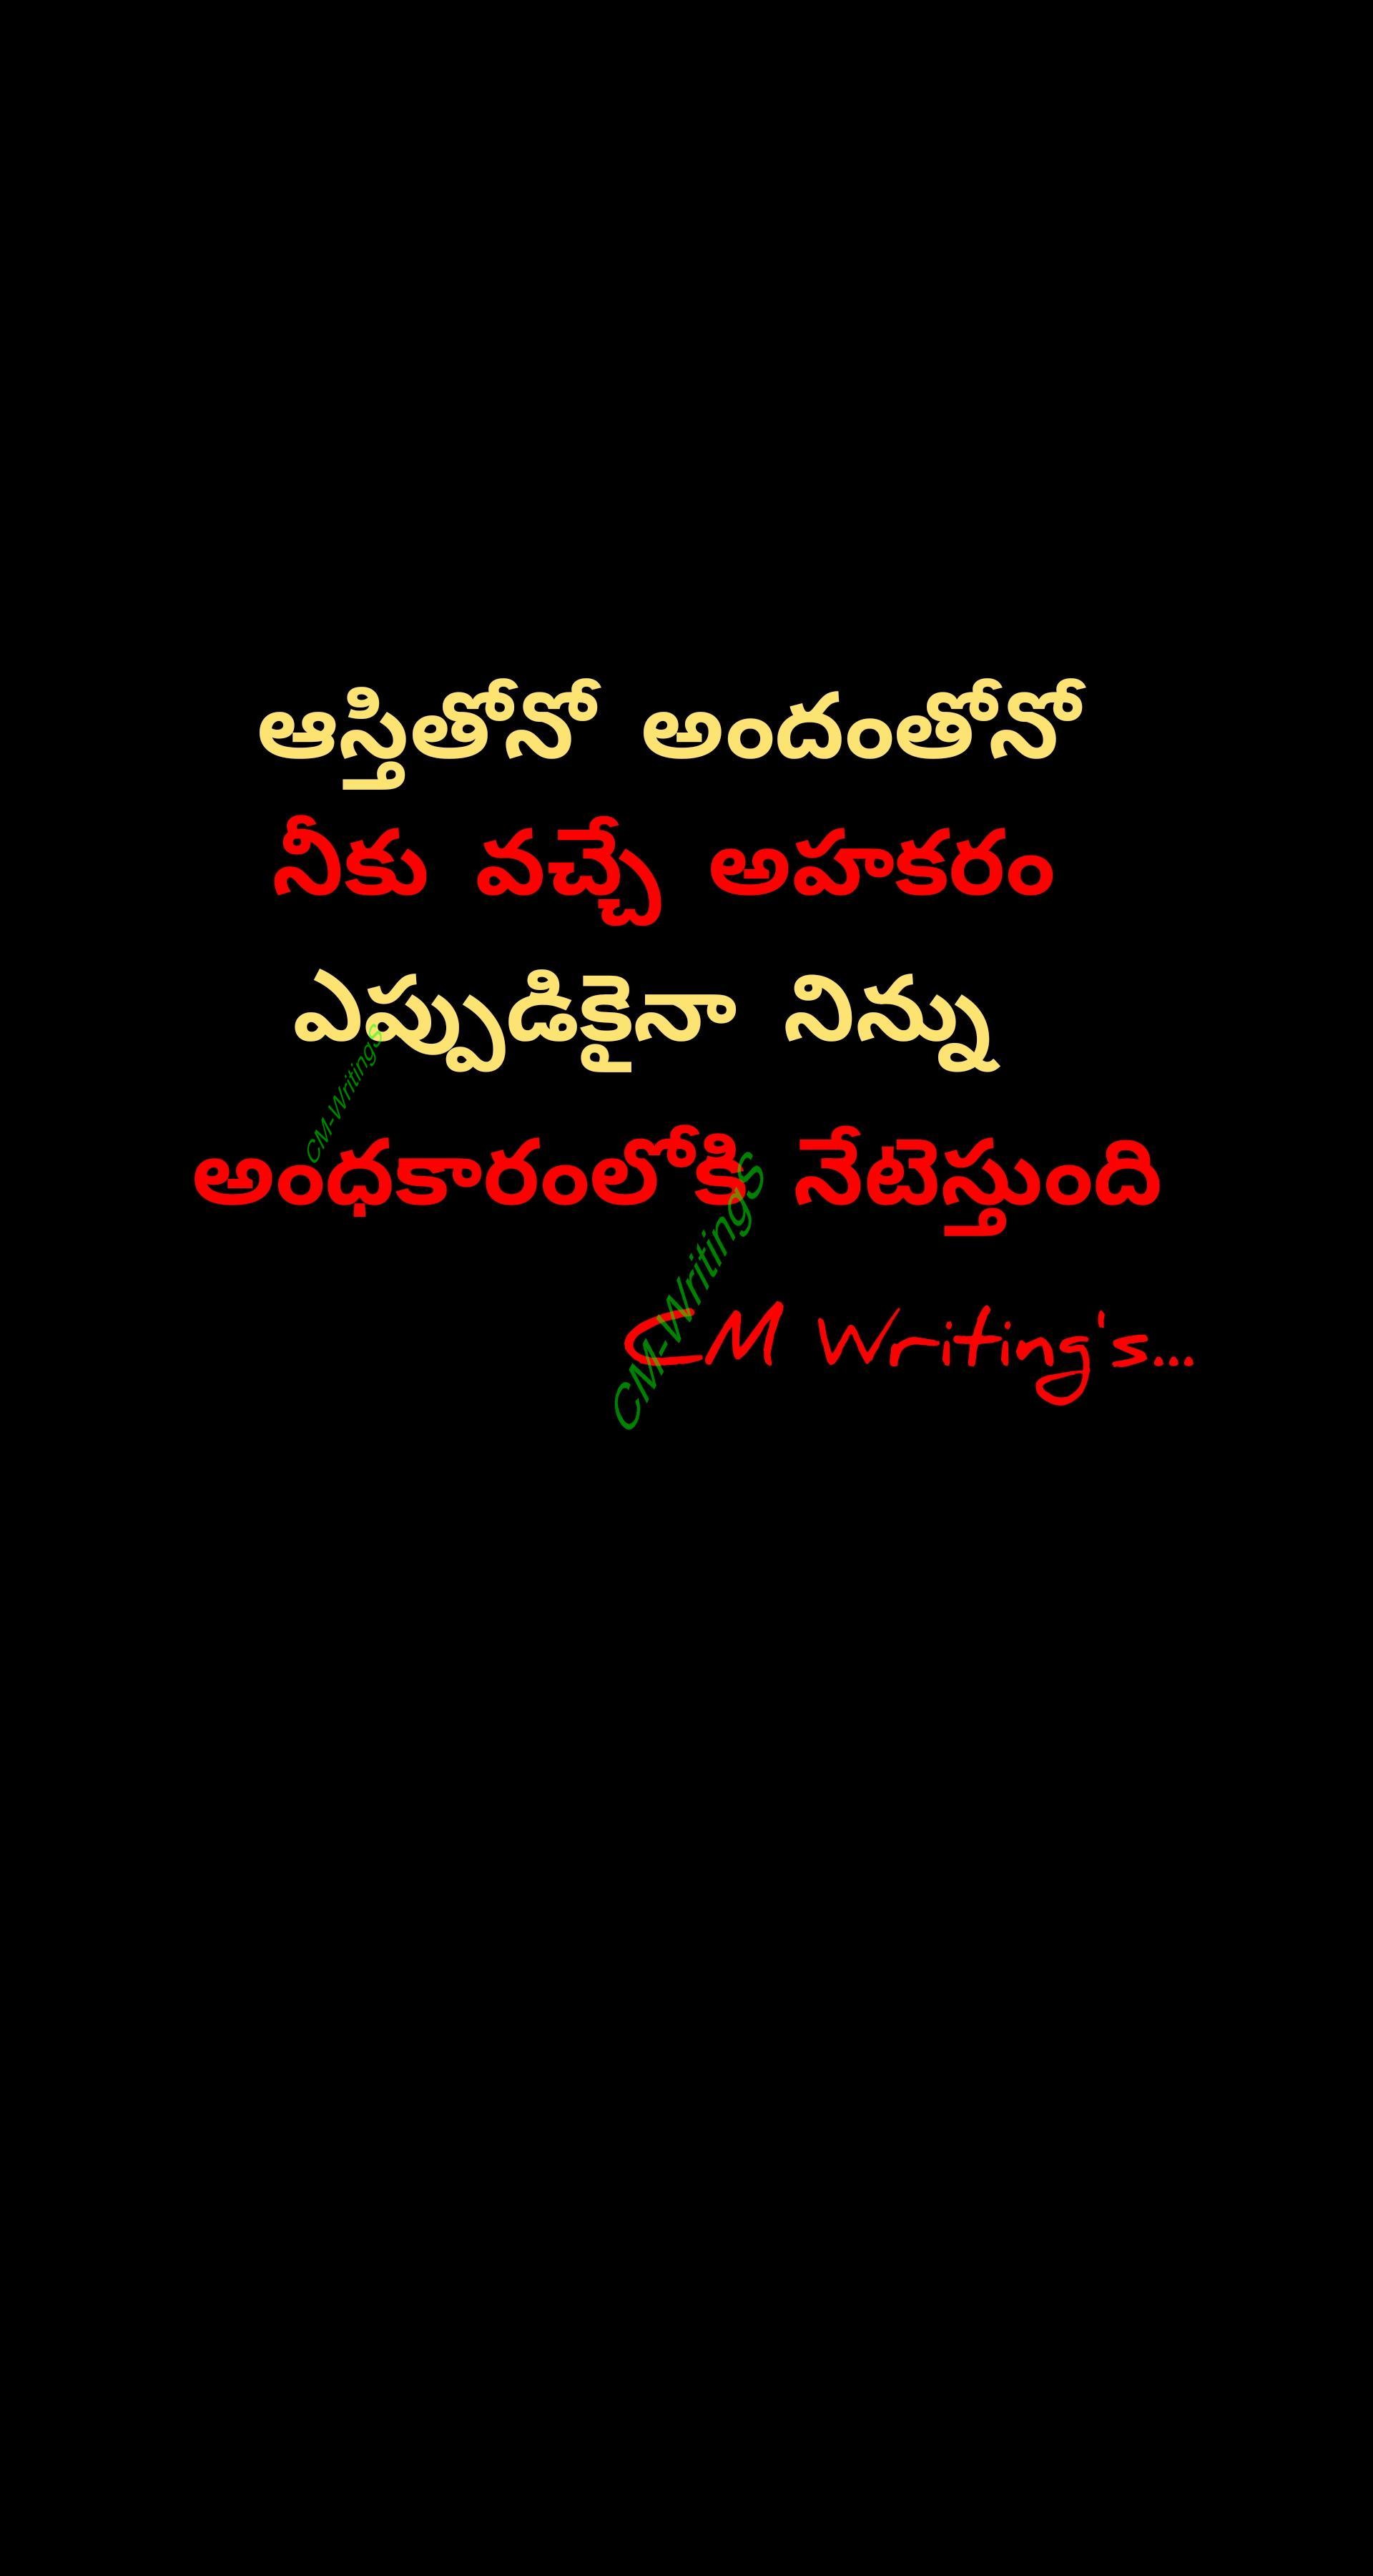 ఆస్తితోనో అందంతోనో
నీకు వచ్చే అహకరం
ఎప్పుడికైనా నిన్ను
అంధకారంలోకి నేటెస్తుంది
CM Writing's...
CM-Writings
CM-Writings